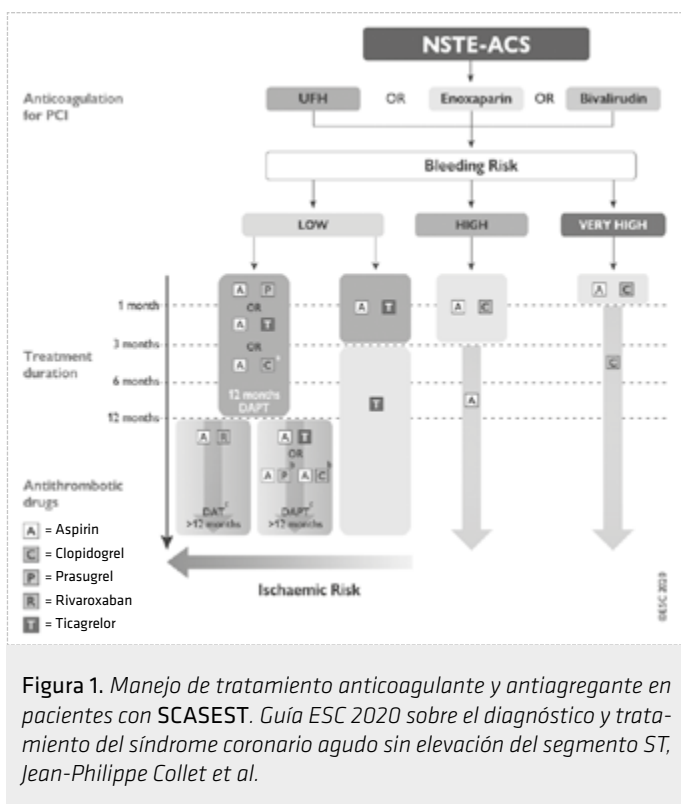 NSTE-ACS
Anticoagulation
for PCI
UFH OR Enoxaparin OR Bivalirudin
Bleeding Risk
LOW HIGH VERY HIGH
A P
OR
A T
OR
A C
12 months
DAPT
A T
A C
A C
1 month
3 months
6 months
12 months
Treatment
duration
T
A
C
A R
DAT c
>12 months
A T
OR
A P b A C b
DAPT c
>12 months
Antithrombotic
drugs
A = Aspirin
C = Clopidogrel
P = Prasugrel
R = Rivaroxaban
T = Ticagrelor
Ischaemic Risk
©ESC 2020
Figura 1. Manejo de tratamiento anticoagulante y antiagregante en
pacientes con SCASEST. Guía ESC 2020 sobre el diagnóstico y trata-
miento del síndrome coronario agudo sin elevación del segmento ST,
Jean-Philippe Collet et al.